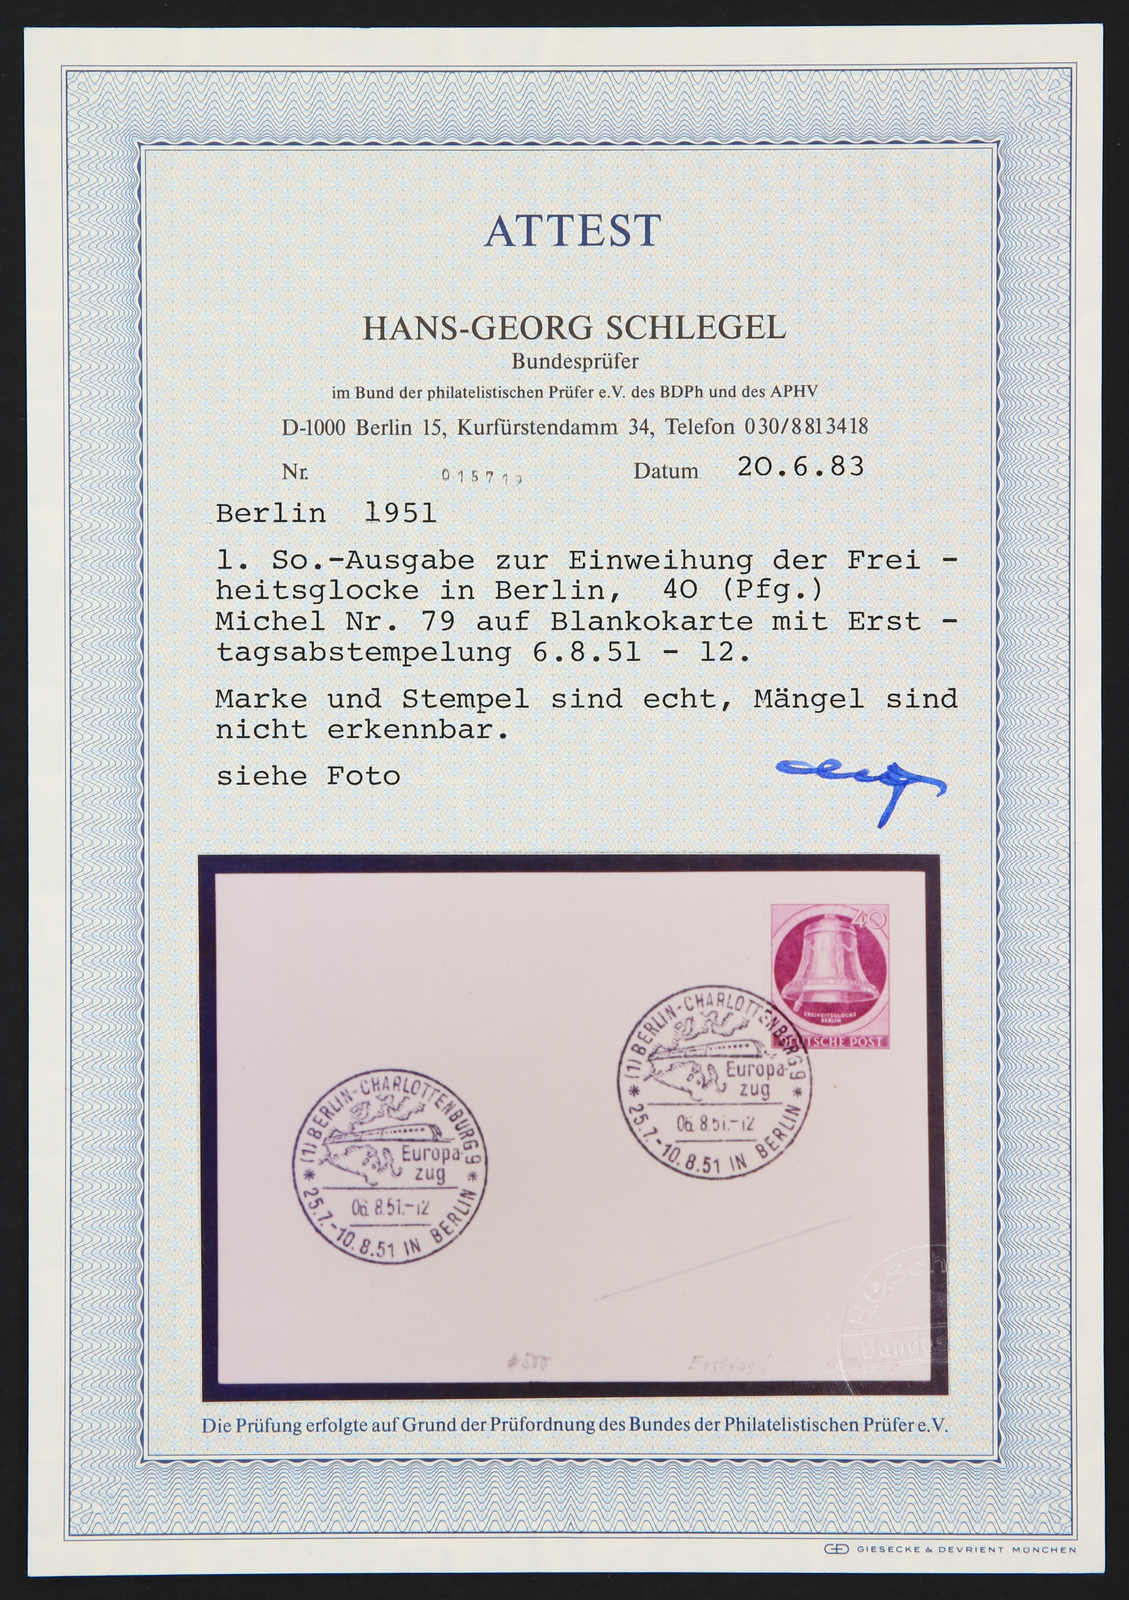 ATTEST
HANS-GEORG SCHLEGEL
Bundesprüfer
im Bund der philatelistischen Prüfer e.V. des BDPh und des APHV
D-1000 Berlin 15, Kurfürstendamm 34, Telefon 030/8813418
Nr. Datum 20.6.83
Berlin 1951
1. So.-Ausgabe zur Einweihung der Frei -
heitsglocke in Berlin, 40 (Pfg.)
Michel Nr. 79 auf Blankokarte mit Erst -
tagsabstempelung 6.8.51 - 12.
Marke und Stempel sind echt, Mängel sind
nicht erkennbar.
siehe Foto
40
FREIHEITSGLOCKE
BERLIN
DEUTSCHE POST
(1) BERLIN-CHARLOTTENBURG 9
Europa-
zug
06.8.51.-12
* 25.7.-10.8.51 IN BERLIN *
(1) BERLIN-CHARLOTTENBURG 9
Europa-
zug
06.8.51.-12
* 25.7.-10.8.51 IN BERLIN *
Die Prüfung erfolgte auf Grund der Prüfordnung des Bundes der Philatelistischen Prüfer e.V.
GIESECKE & DEVRIENT MÜNCHEN